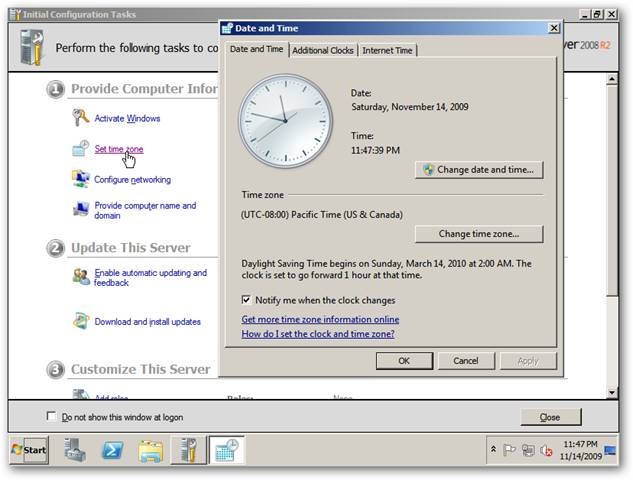 Initial Configuration Tasks
Perform the following tasks to co
ver 2008 R2
1 Provide Computer Infor
Activate Windows
Set time zone
Configure networking
Provide computer name and
domain
2 Update This Server
Enable automatic updating and
feedback
Download and install updates
3 Customize This Server
Add roles
Roles:
None
Do not show this window at logon
Close
Date and Time
Date and Time
Additional Clocks
Internet Time
Date:
Saturday, November 14, 2009
Time:
11:47:39 PM
Change date and time...
Time zone
(UTC-08:00) Pacific Time (US & Canada)
Change time zone...
Daylight Saving Time begins on Sunday, March 14, 2010 at 2:00 AM. The
clock is set to go forward 1 hour at that time.
Notify me when the clock changes
Get more time zone information online
How do I set the clock and time zone?
OK
Cancel
Apply
Start
11:47 PM
11/14/2009